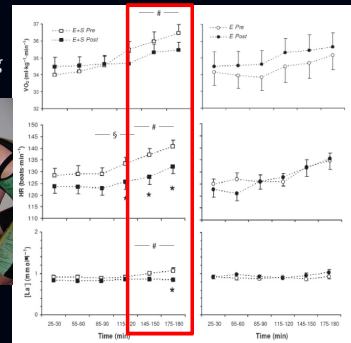 g
E+S Pre
E+S Post
#
VO₂ (ml·kg⁻¹·min⁻¹)
37
36
35
34
33
32
E Pre
E Post
§
#
HR (beats·min⁻¹)
150
145
140
135
130
125
120
115
110
* * *
#
[La⁻] (mmol·l⁻¹)
2
1
0
*
25-30 55-60 85-90 115-120 145-150 175-180
Time (min)
25-30 55-60 85-90 115-120 145-150 175-180
Time (min)